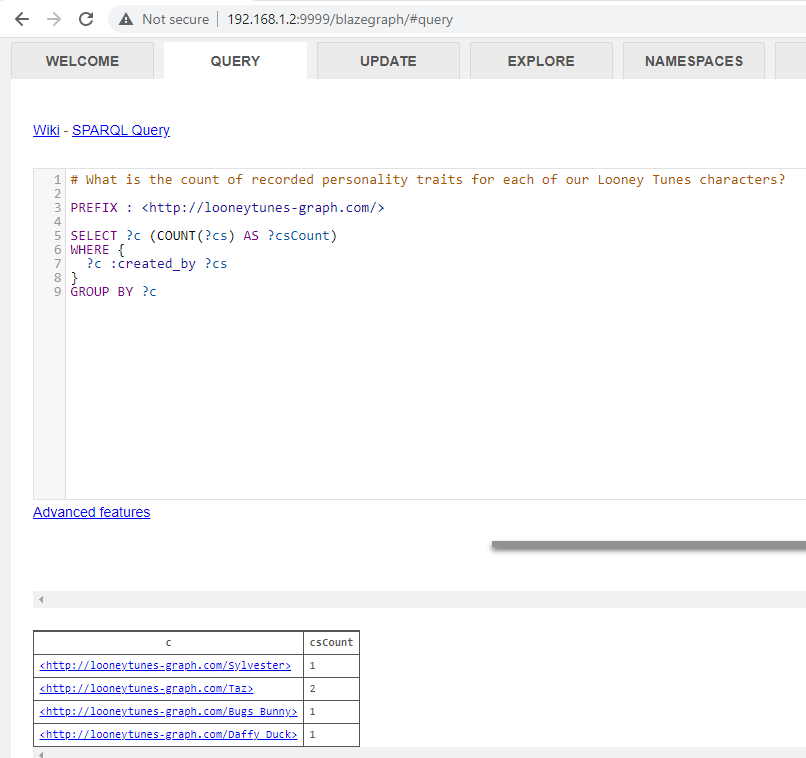 Not secure | 192.168.1.2:9999/blazegraph/#query
WELCOME QUERY UPDATE EXPLORE NAMESPACES
Wiki - SPARQL Query
1 # What is the count of recorded personality traits for each of our Looney Tunes characters?
2
3 PREFIX : <http://looneytunes-graph.com/>
4
5 SELECT ?c (COUNT(?cs) AS ?csCount)
6 WHERE {
7 ?c :created_by ?cs
8 }
9 GROUP BY ?c
Advanced features
c csCount
<http://looneytunes-graph.com/Sylvester> 1
<http://looneytunes-graph.com/Taz> 2
<http://looneytunes-graph.com/Bugs_Bunny> 1
<http://looneytunes-graph.com/Daffy_Duck> 1